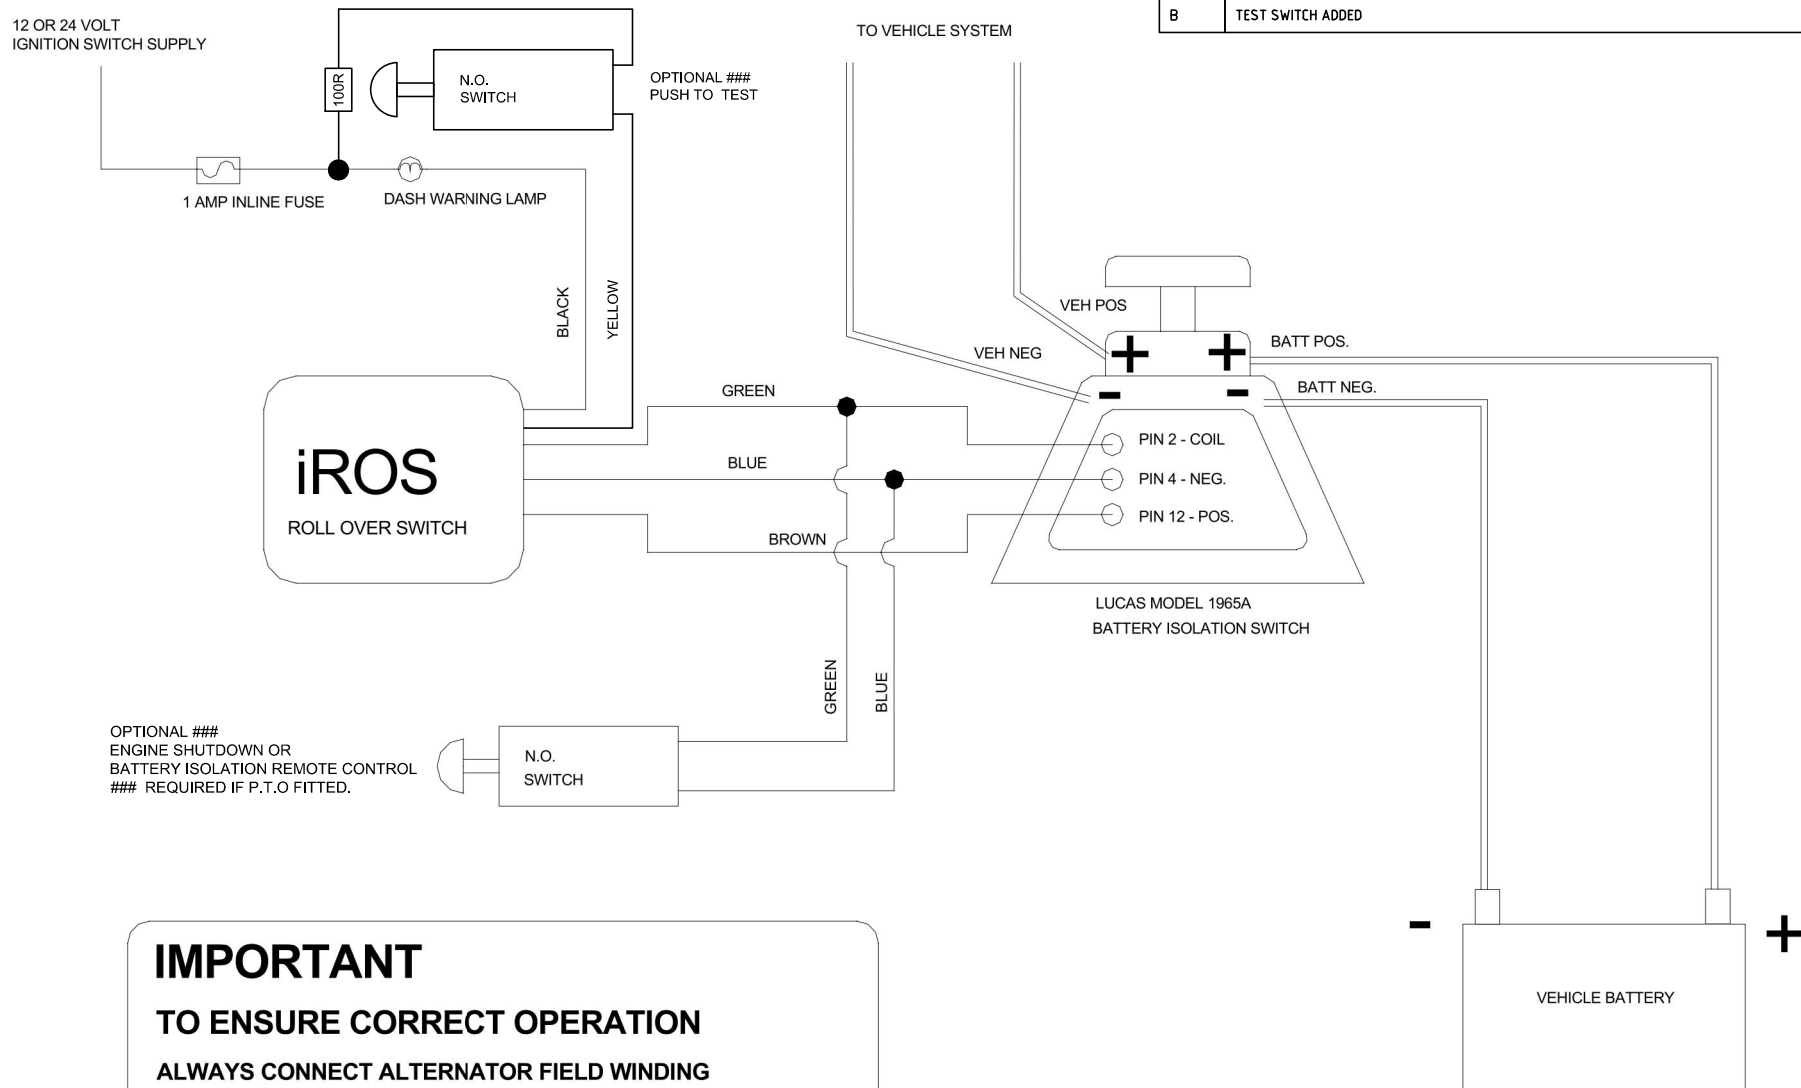 12 OR 24 VOLT
IGNITION SWITCH SUPPLY
100R
N.O.
SWITCH
OPTIONAL ###
PUSH TO TEST
TO VEHICLE SYSTEM
B TEST SWITCH ADDED
1 AMP INLINE FUSE
DASH WARNING LAMP
BLACK
YELLOW
VEH POS
VEH NEG
+ +
- -
BATT POS.
BATT NEG.
GREEN
BLUE
BROWN
iROS
ROLL OVER SWITCH
PIN 2 - COIL
PIN 4 - NEG.
PIN 12 - POS.
LUCAS MODEL 1965A
BATTERY ISOLATION SWITCH
GREEN
BLUE
OPTIONAL ###
ENGINE SHUTDOWN OR
BATTERY ISOLATION REMOTE CONTROL
### REQUIRED IF P.T.O FITTED.
N.O.
SWITCH
- +
VEHICLE BATTERY
IMPORTANT
TO ENSURE CORRECT OPERATION
ALWAYS CONNECT ALTERNATOR FIELD WINDING